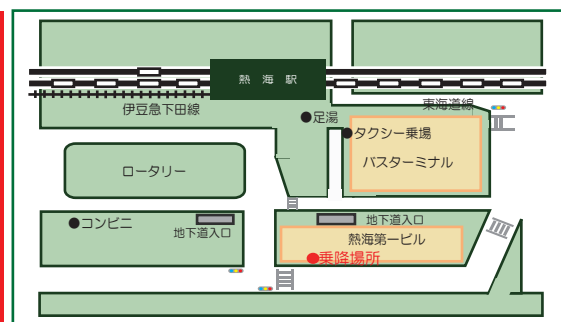 熱海駅
東海道線
伊豆急下田線
足湯
タクシー乗場
バスターミナル
ロータリー
コンビニ
地下道入口
地下道入口
熱海第一ビル
乗降場所